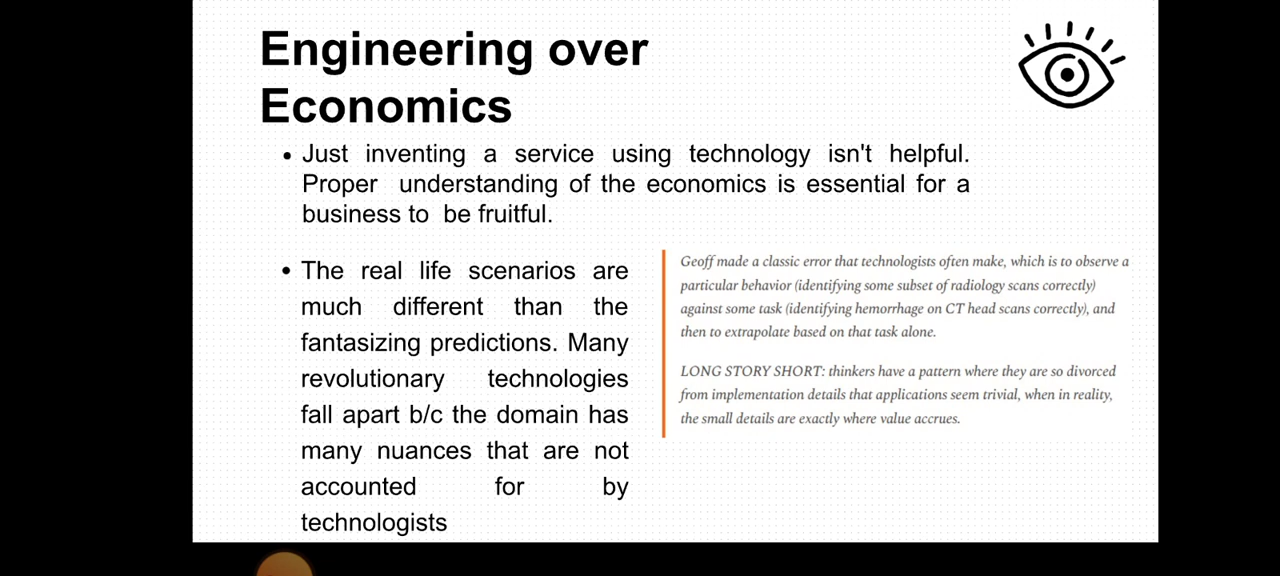 Engineering over
Economics
• Just inventing a service using technology isn't helpful.
Proper understanding of the economics is essential for a
business to be fruitful.
• The real life scenarios are
much different than the
fantasizing predictions. Many
revolutionary technologies
fall apart b/c the domain has
many nuances that are not
accounted for by
technologists
Geoff made a classic error that technologists often make, which is to observe a
particular behavior (identifying some subset of radiology scans correctly)
against some task (identifying hemorrhage on CT head scans correctly), and
then to extrapolate based on that task alone.
LONG STORY SHORT: thinkers have a pattern where they are so divorced
from implementation details that applications seem trivial, when in reality,
the small details are exactly where value accrues.